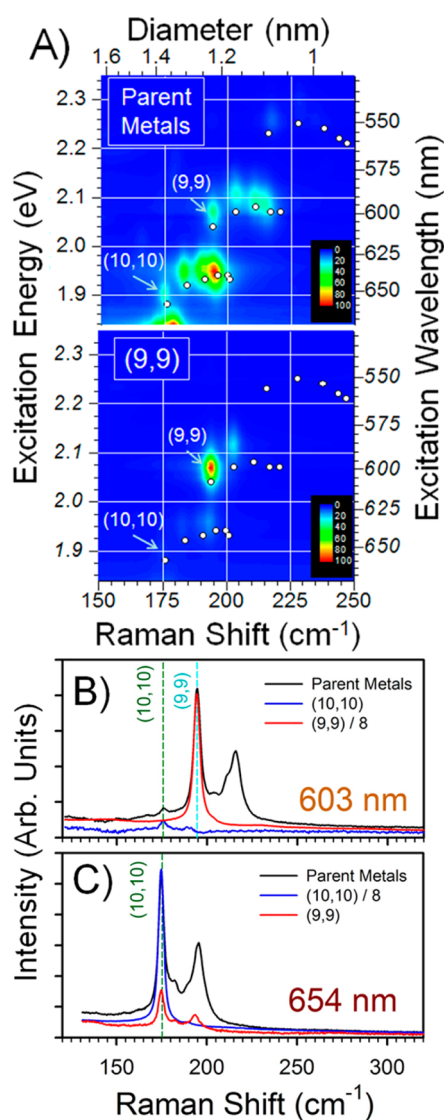 A)
Diameter (nm)
1.6 1.4 1.2 1
Parent
Metals
(9,9)
(10,10)
2.3
2.2
2.1
2.0
1.9
550
575
600
625
650
0
20
40
60
80
100
(9,9)
(9,9)
(10,10)
2.3
2.2
2.1
2.0
1.9
550
575
600
625
650
0
20
40
60
80
100
Excitation Energy (eV)
Excitation Wavelength (nm)
150 175 200 225 250
Raman Shift (cm⁻¹)
B)
(10,10)
(9,9)
Parent Metals
(10,10)
(9,9) / 8
603 nm
C)
(10,10)
Parent Metals
(10,10) / 8
(9,9)
654 nm
Intensity (Arb. Units)
150 200 250 300
Raman Shift (cm⁻¹)